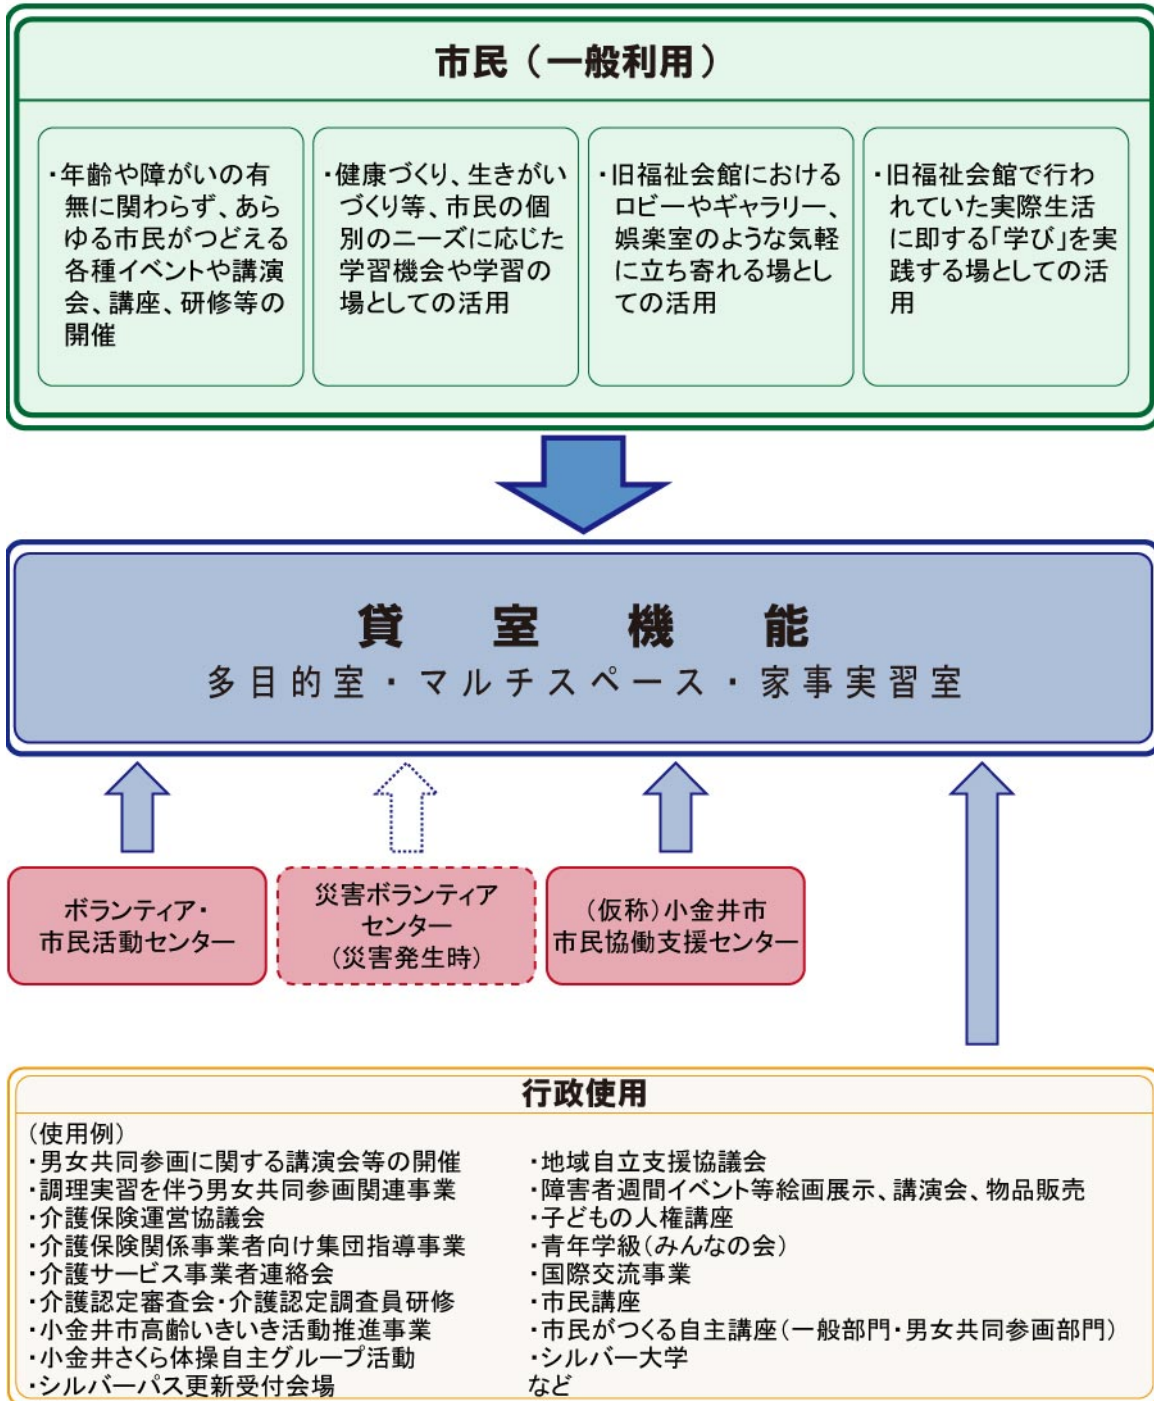 市民（一般利用）
・年齢や障がいの有
無に関わらず、あら
ゆる市民がつどえる
各種イベントや講演
会、講座、研修等の
開催
・健康づくり、生きがい
づくり等、市民の個
別のニーズに応じた
学習機会や学習の
場としての活用
・旧福祉会館における
ロビーやギャラリー、
娯楽室のような気軽
に立ち寄れる場とし
ての活用
・旧福祉会館で行わ
れていた実際生活
に即する「学び」を実
践する場としての活
用
貸室機能
多目的室・マルチスペース・家事実習室
ボランティア・
市民活動センター
災害ボランティア
センター
（災害発生時）
（仮称）小金井市
市民協働支援センター
行政使用
（使用例）
・男女共同参画に関する講演会等の開催
・調理実習を伴う男女共同参画関連事業
・介護保険運営協議会
・介護保険関係事業者向け集団指導事業
・介護サービス事業者連絡会
・介護認定審査会・介護認定調査員研修
・小金井市高齢いきいき活動推進事業
・小金井さくら体操自主グループ活動
・シルバーパス更新受付会場
・地域自立支援協議会
・障害者週間イベント等絵画展示、講演会、物品販売
・子どもの人権講座
・青年学級（みんなの会）
・国際交流事業
・市民講座
・市民がつくる自主講座（一般部門・男女共同参画部門）
・シルバー大学
など